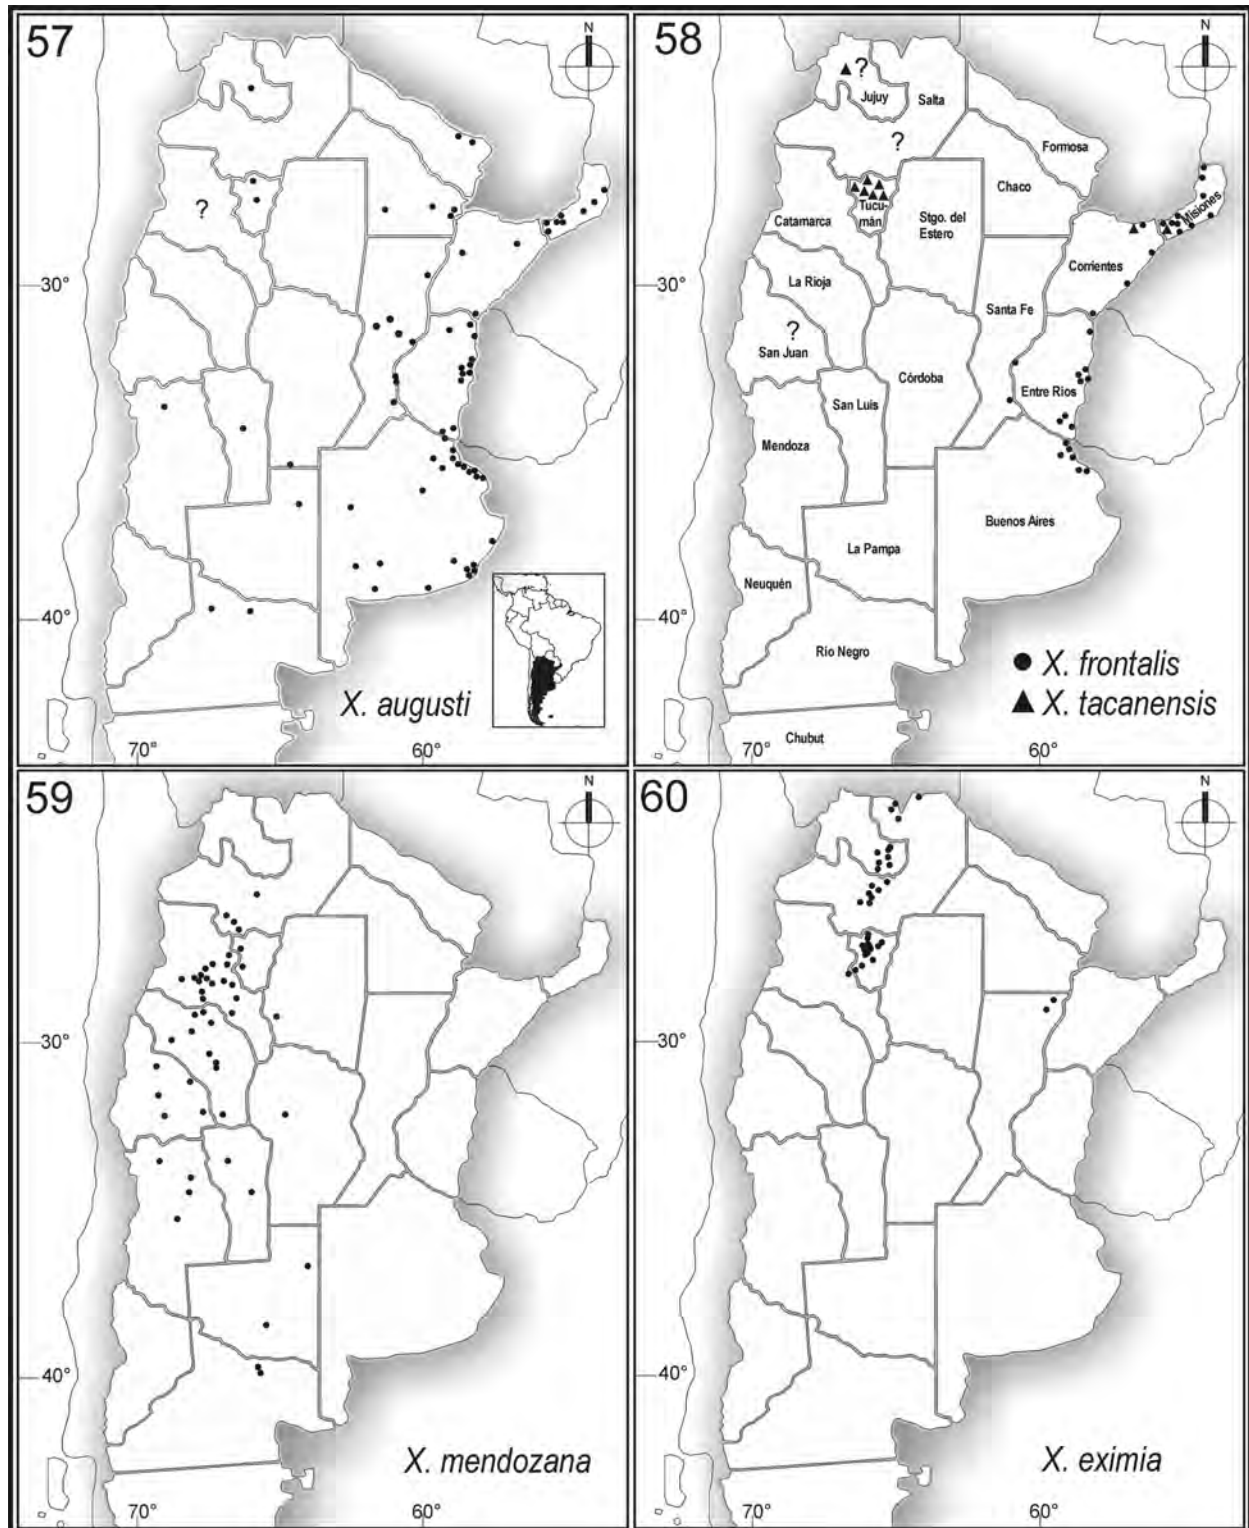 57
N
?
30°
40°
X. augusti
70°
60°
58
N
?
Jujuy
Salta
?
Formosa
Chaco
Misiones
Tucu-
mán
Stgo. del
Estero
Catamarca
Corrientes
30°
La Rioja
Santa Fe
?
San Juan
Córdoba
Entre Ríos
San Luis
Mendoza
Buenos Aires
La Pampa
Neuquén
40°
Río Negro
X. frontalis
X. tacanensis
Chubut
70°
60°
59
N
30°
40°
X. mendozana
70°
60°
60
N
30°
40°
X. eximia
70°
60°